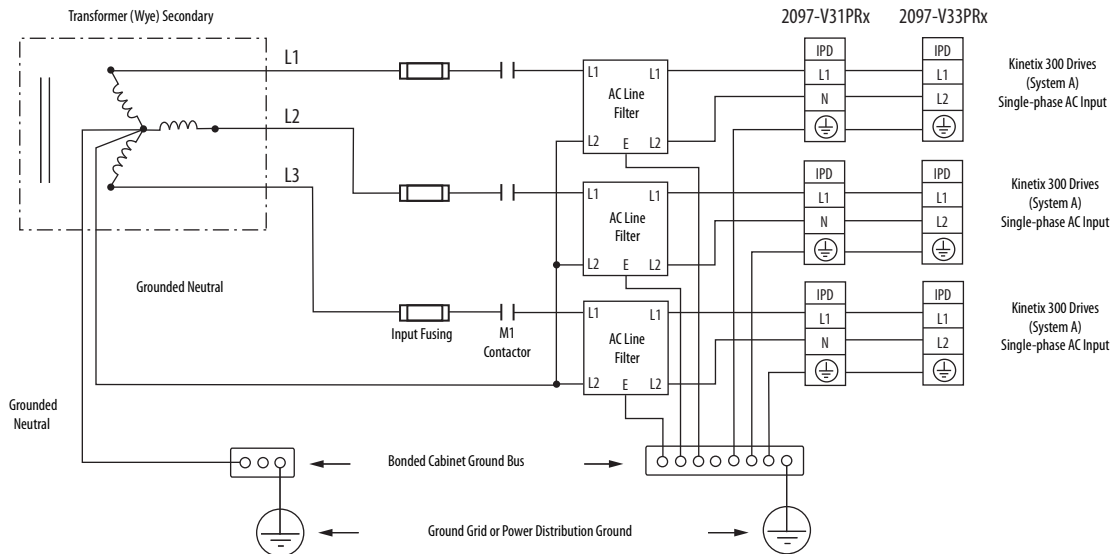 Transformer (Wye) Secondary
2097-V31PRx
2097-V33PRx
L1
L2
L3
L1
L1
AC Line
Filter
L2
E
L2
IPD
L1
N
IPD
L1
L2
Kinetix 300 Drives
(System A)
Single-phase AC Input
L1
L1
AC Line
Filter
L2
E
L2
IPD
L1
N
IPD
L1
L2
Kinetix 300 Drives
(System A)
Single-phase AC Input
Grounded Neutral
Input Fusing
M1
Contactor
L1
L1
AC Line
Filter
L2
E
L2
IPD
L1
N
IPD
L1
L2
Kinetix 300 Drives
(System A)
Single-phase AC Input
Grounded
Neutral
Bonded Cabinet Ground Bus
Ground Grid or Power Distribution Ground